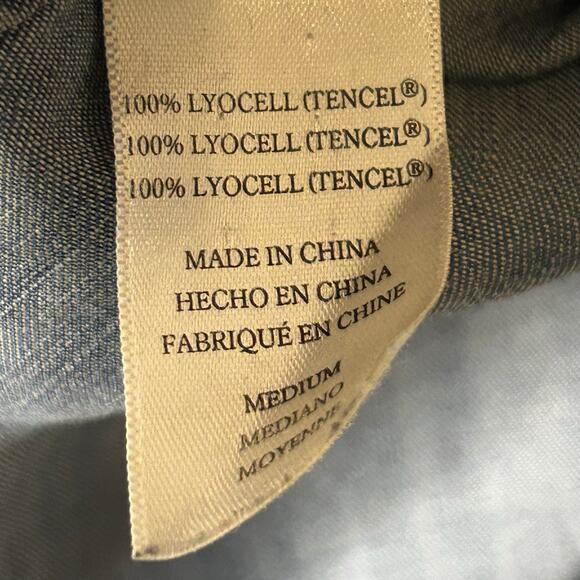 100% LYOCELL (TENCEL®)
100% LYOCELL (TENCEL®)
100% LYOCELL (TENCEL®)
MADE IN CHINA
HECHO EN CHINA
FABRIQUÉ EN CHINE
MEDIUM
MEDIANO
MOYENNE